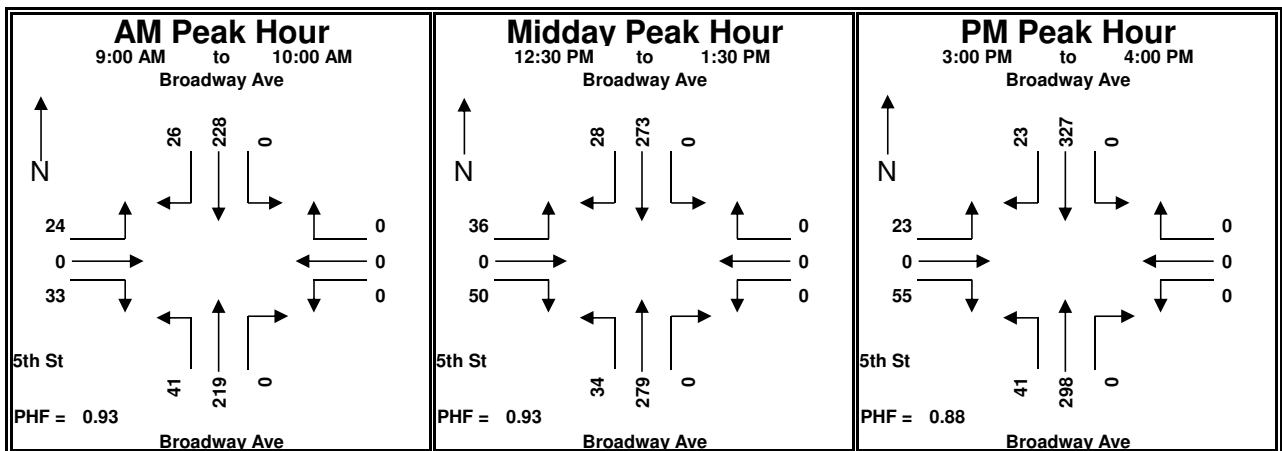 AM Peak Hour
9:00 AM to 10:00 AM
Broadway Ave
N
26 228 0
24 0
0 0
33 0
5th St
41 219 0
PHF = 0.93
Broadway Ave
Midday Peak Hour
12:30 PM to 1:30 PM
Broadway Ave
N
28 273 0
36 0
0 0
50 0
5th St
34 279 0
PHF = 0.93
Broadway Ave
PM Peak Hour
3:00 PM to 4:00 PM
Broadway Ave
N
23 327 0
23 0
0 0
55 0
5th St
41 298 0
PHF = 0.88
Broadway Ave